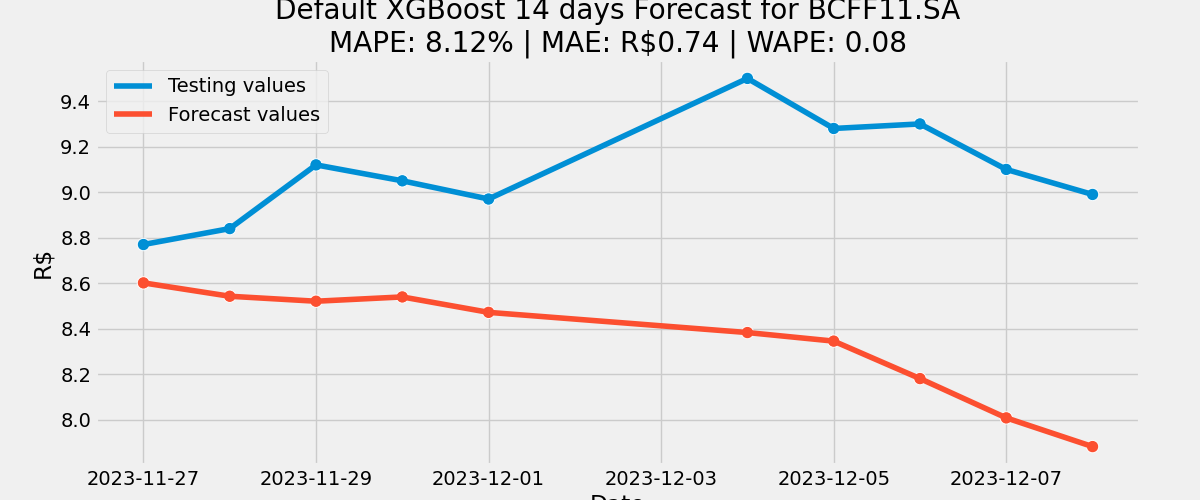 Default XGBoost 14 days Forecast for BCFF11.SA
MAPE: 8.12% | MAE: R$0.74 | WAPE: 0.08
Testing values
Forecast values
R$
9.4
9.2
9.0
8.8
8.6
8.4
8.2
8.0
2023-11-27 2023-11-29 2023-12-01 2023-12-03 2023-12-05 2023-12-07
Date